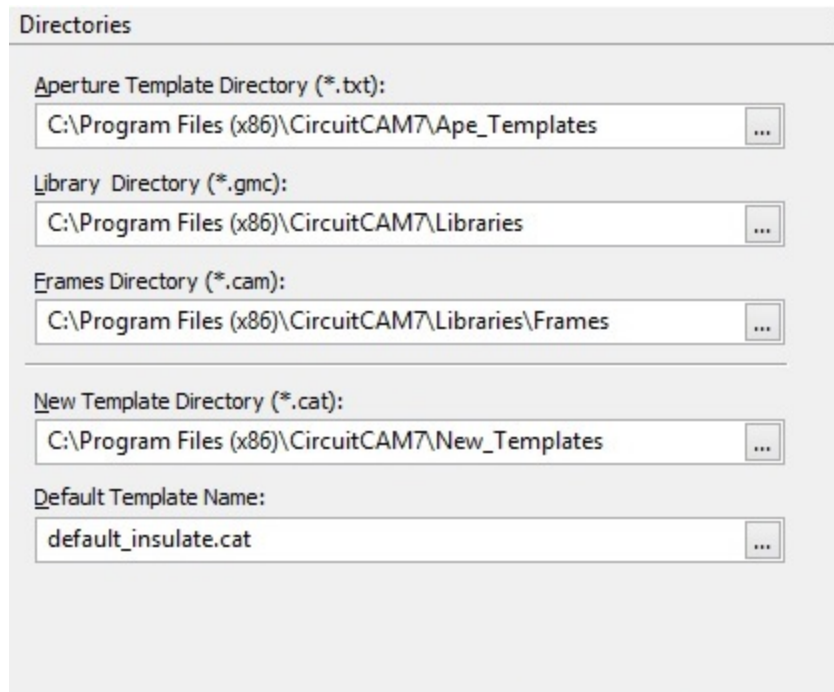 Directories
Aperture Template Directory (*.txt):
C:\Program Files (x86)\CircuitCAM7\Ape_Templates
...
Library  Directory (*.gmc):
C:\Program Files (x86)\CircuitCAM7\Libraries
...
Frames Directory (*.cam):
C:\Program Files (x86)\CircuitCAM7\Libraries\Frames
...
New Template Directory (*.cat):
C:\Program Files (x86)\CircuitCAM7\New_Templates
...
Default Template Name:
default_insulate.cat
...